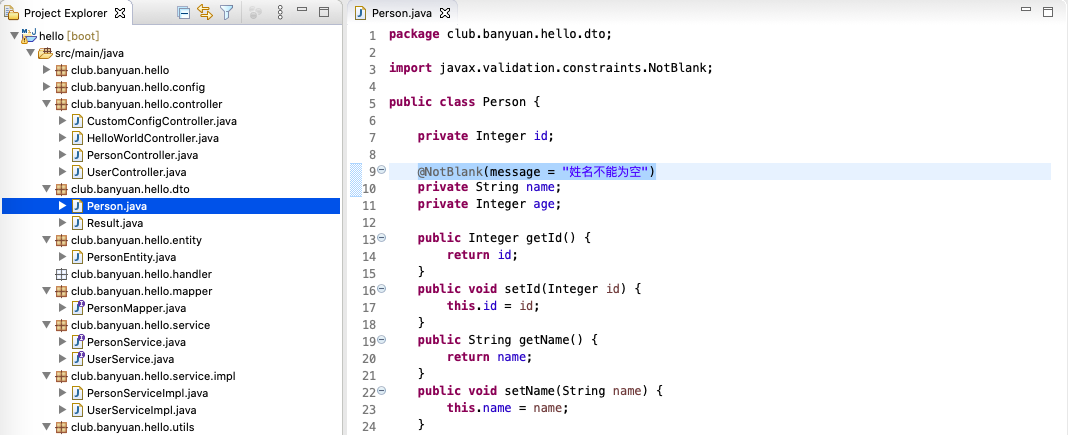 Project Explorer
hello [boot]
src/main/java
club.banyuan.hello
club.banyuan.hello.config
club.banyuan.hello.controller
CustomConfigController.java
HelloWorldController.java
PersonController.java
UserController.java
club.banyuan.hello.dto
Person.java
Result.java
club.banyuan.hello.entity
PersonEntity.java
club.banyuan.hello.handler
club.banyuan.hello.mapper
PersonMapper.java
club.banyuan.hello.service
PersonService.java
UserService.java
club.banyuan.hello.service.impl
PersonServiceImpl.java
UserServiceImpl.java
club.banyuan.hello.utils
Person.java
1 package club.banyuan.hello.dto;
2
3 import javax.validation.constraints.NotBlank;
4
5 public class Person {
6
7 private Integer id;
8
9 @NotBlank(message = "姓名不能为空")
10 private String name;
11 private Integer age;
12
13 public Integer getId() {
14 return id;
15 }
16 public void setId(Integer id) {
17 this.id = id;
18 }
19 public String getName() {
20 return name;
21 }
22 public void setName(String name) {
23 this.name = name;
24 }